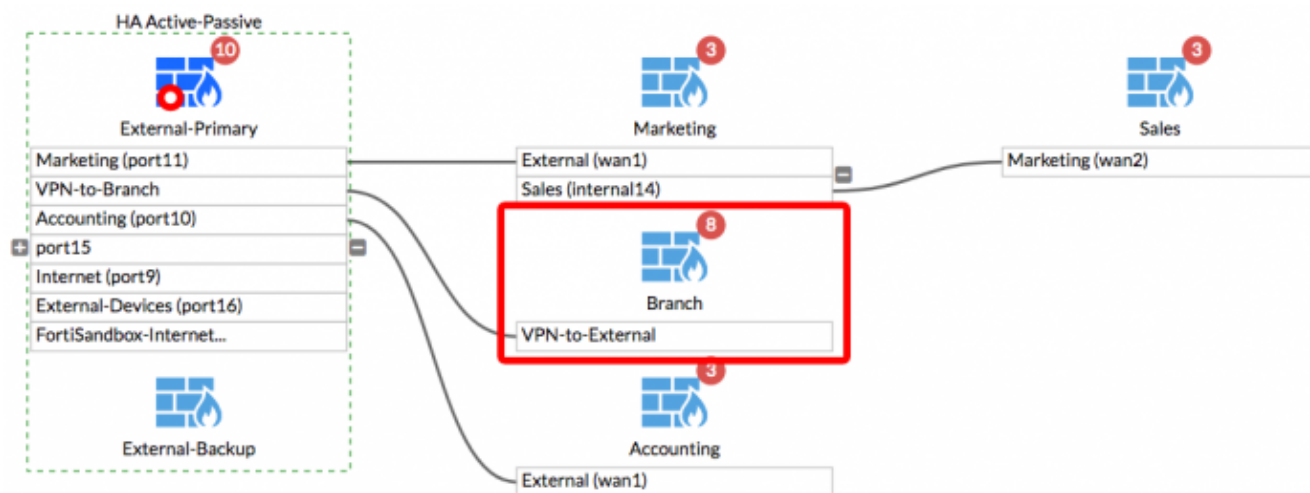 HA Active-Passive
10
External-Primary
Marketing (port11)
VPN-to-Branch
Accounting (port10)
port15
Internet (port9)
External-Devices (port16)
FortiSandbox-Internet...
External-Backup
3
Marketing
External (wan1)
Sales (internal14)
8
Branch
VPN-to-External
3
Accounting
External (wan1)
3
Sales
Marketing (wan2)